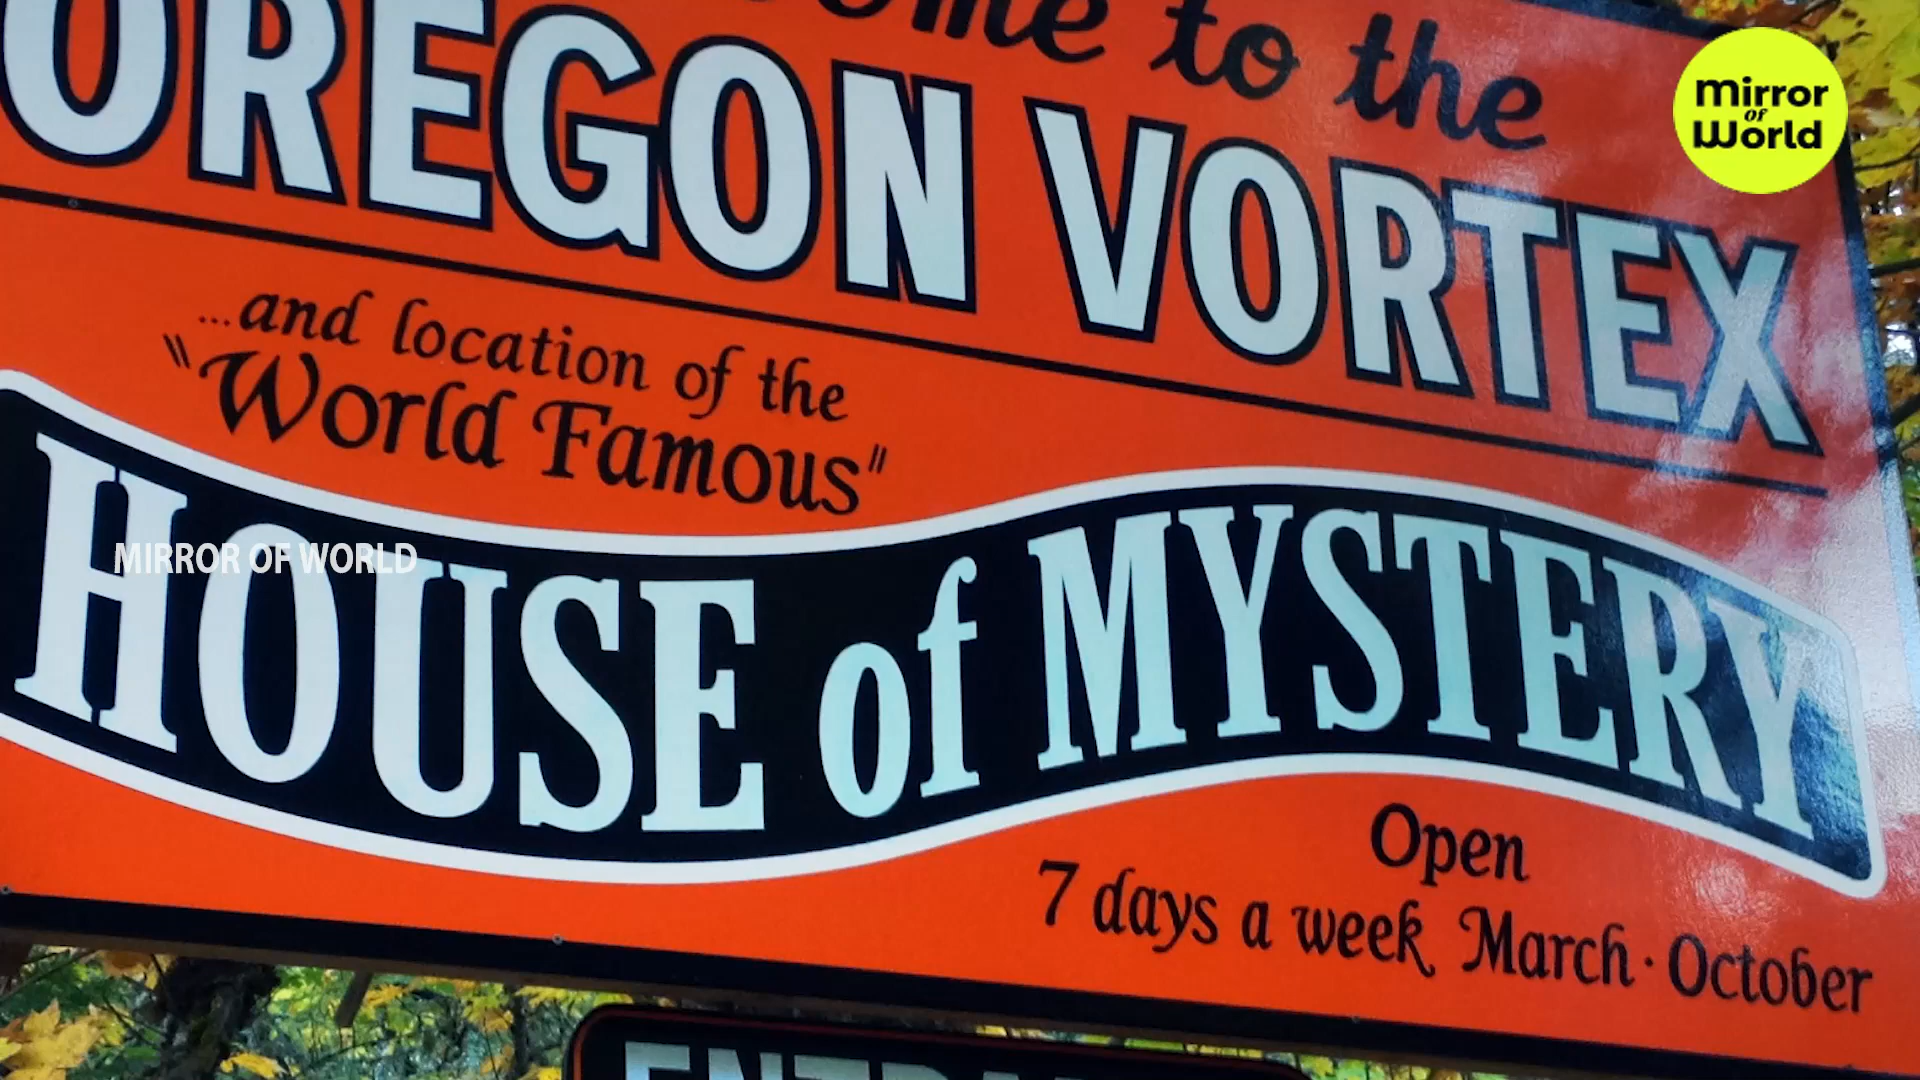 to the
OREGON VORTEX
...and location of the
"World Famous"
HOUSE of MYSTERY
Open
7 days a week March · October
mirror
of
world
MIRROR OF WORLD